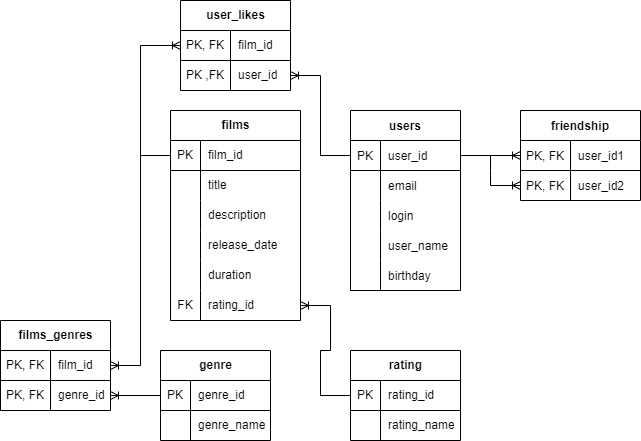 user_likes
PK, FK film_id
PK ,FK user_id
films
PK film_id
title
description
release_date
duration
FK rating_id
users
PK user_id
email
login
user_name
birthday
friendship
PK, FK user_id1
PK, FK user_id2
films_genres
PK, FK film_id
PK, FK genre_id
genre
PK genre_id
genre_name
rating
PK rating_id
rating_name